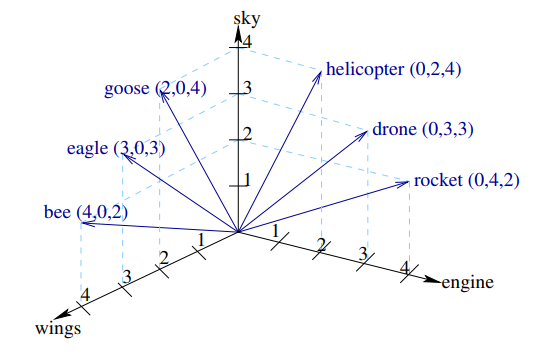 sky
4
helicopter (0,2,4)
goose (2,0,4)
3
drone (0,3,3)
2
eagle (3,0,3)
1
rocket (0,4,2)
bee (4,0,2)
1
1
2
2
3
3
4
4
engine
wings